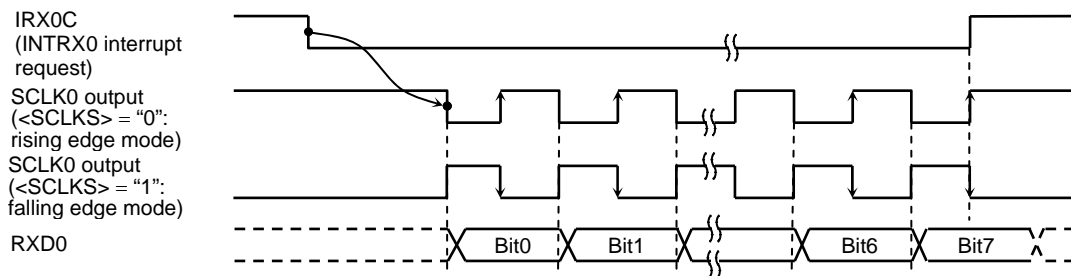 IRX0C
(INTRX0 interrupt
request)
SCLK0 output
(<SCLKS> = “0”:
rising edge mode)
SCLK0 output
(<SCLKS> = “1”:
falling edge mode)
RXD0
Bit0
Bit1
Bit6
Bit7